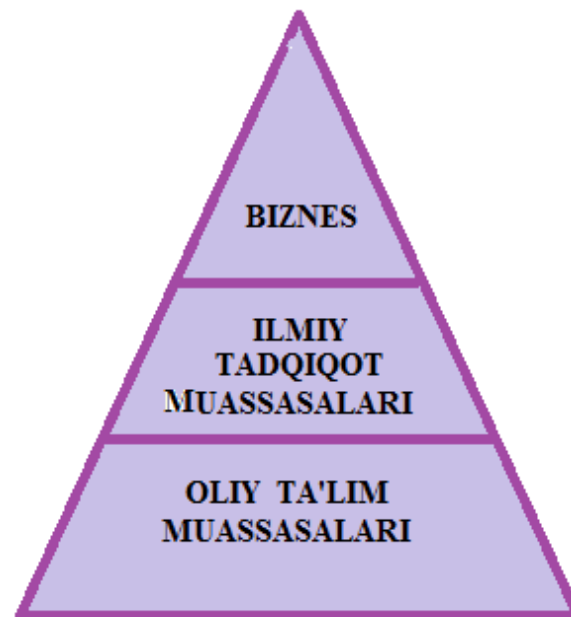 BIZNES
ILMIY
TADQIQOT
MUASSASALARI
OLIY TA'LIM
MUASSASALARI